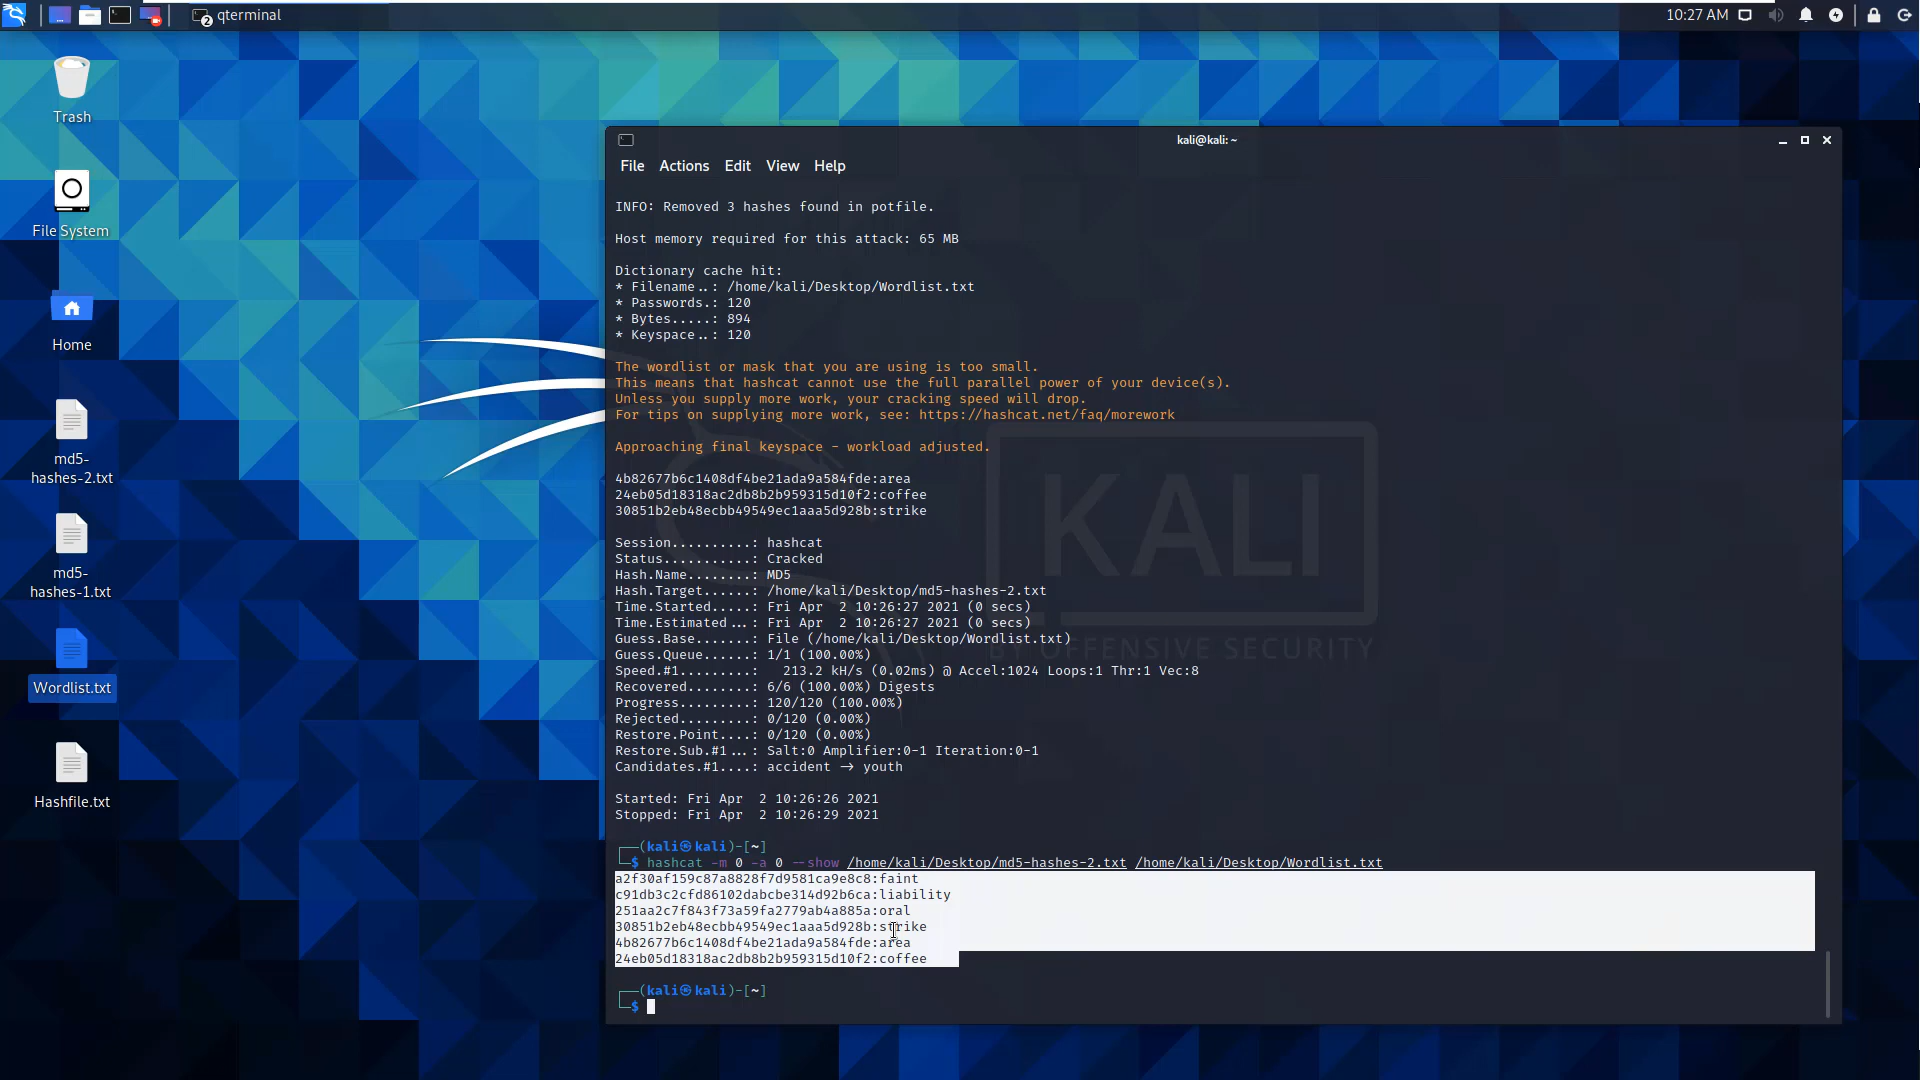 qterminal
2
10:27 AM
Trash
File System
Home
md5-
hashes-2.txt
md5-
hashes-1.txt
Wordlist.txt
Hashfile.txt
kali@kali: ~
File Actions Edit View Help
INFO: Removed 3 hashes found in potfile.
Host memory required for this attack: 65 MB
Dictionary cache hit:
* Filename..: /home/kali/Desktop/Wordlist.txt
* Passwords.: 120
* Bytes.....: 894
* Keyspace..: 120
The wordlist or mask that you are using is too small.
This means that hashcat cannot use the full parallel power of your device(s).
Unless you supply more work, your cracking speed will drop.
For tips on supplying more work, see: https://hashcat.net/faq/morework
Approaching final keyspace - workload adjusted.
4b82677b6c1408df4be21ada9a584fde:area
24eb05d18318ac2db8b2b959315d10f2:coffee
30851b2eb48ecbb49549ec1aaa5d928b:strike
Session..........: hashcat
Status...........: Cracked
Hash.Name........: MD5
Hash.Target......: /home/kali/Desktop/md5-hashes-2.txt
Time.Started.....: Fri Apr  2 10:26:27 2021 (0 secs)
Time.Estimated...: Fri Apr  2 10:26:27 2021 (0 secs)
Guess.Base.......: File (/home/kali/Desktop/Wordlist.txt)
Guess.Queue......: 1/1 (100.00%)
Speed.#1.........:   213.2 kH/s (0.02ms) @ Accel:1024 Loops:1 Thr:1 Vec:8
Recovered........: 6/6 (100.00%) Digests
Progress.........: 120/120 (100.00%)
Rejected.........: 0/120 (0.00%)
Restore.Point....: 0/120 (0.00%)
Restore.Sub.#1...: Salt:0 Amplifier:0-1 Iteration:0-1
Candidates.#1....: accident -> youth
Started: Fri Apr  2 10:26:26 2021
Stopped: Fri Apr  2 10:26:29 2021
┌──(kali㉿kali)-[~]
└─$ hashcat -m 0 -a 0 --show /home/kali/Desktop/md5-hashes-2.txt /home/kali/Desktop/Wordlist.txt
a2f30af159c87a8828f7d9581ca9e8c8:faint
c91db3c2cfd86102dabcbe314d92b6ca:liability
251aa2c7f843f73a59fa2779ab4a885a:oral
30851b2eb48ecbb49549ec1aaa5d928b:strike
4b82677b6c1408df4be21ada9a584fde:area
24eb05d18318ac2db8b2b959315d10f2:coffee
┌──(kali㉿kali)-[~]
└─$
KALI
BY OFFENSIVE SECURITY